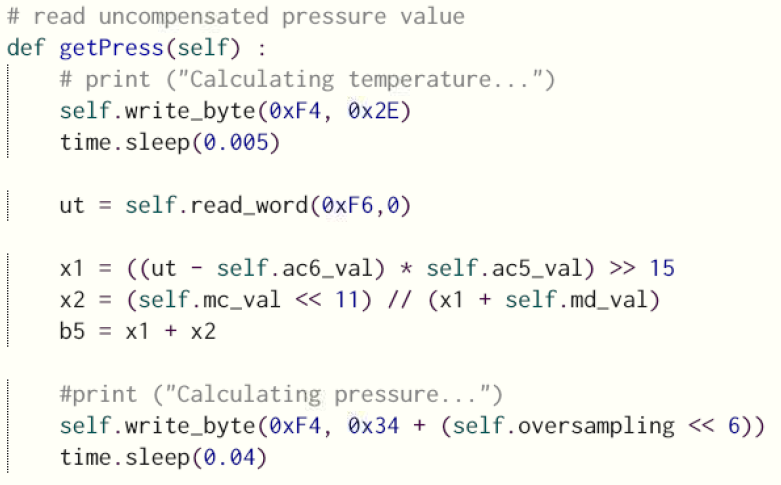 # read uncompensated pressure value
def getPress(self) :
    # print ("Calculating temperature...")
    self.write_byte(0xF4, 0x2E)
    time.sleep(0.005)

    ut = self.read_word(0xF6,0)

    x1 = ((ut - self.ac6_val) * self.ac5_val) >> 15
    x2 = (self.mc_val << 11) // (x1 + self.md_val)
    b5 = x1 + x2

    #print ("Calculating pressure...")
    self.write_byte(0xF4, 0x34 + (self.oversampling << 6))
    time.sleep(0.04)